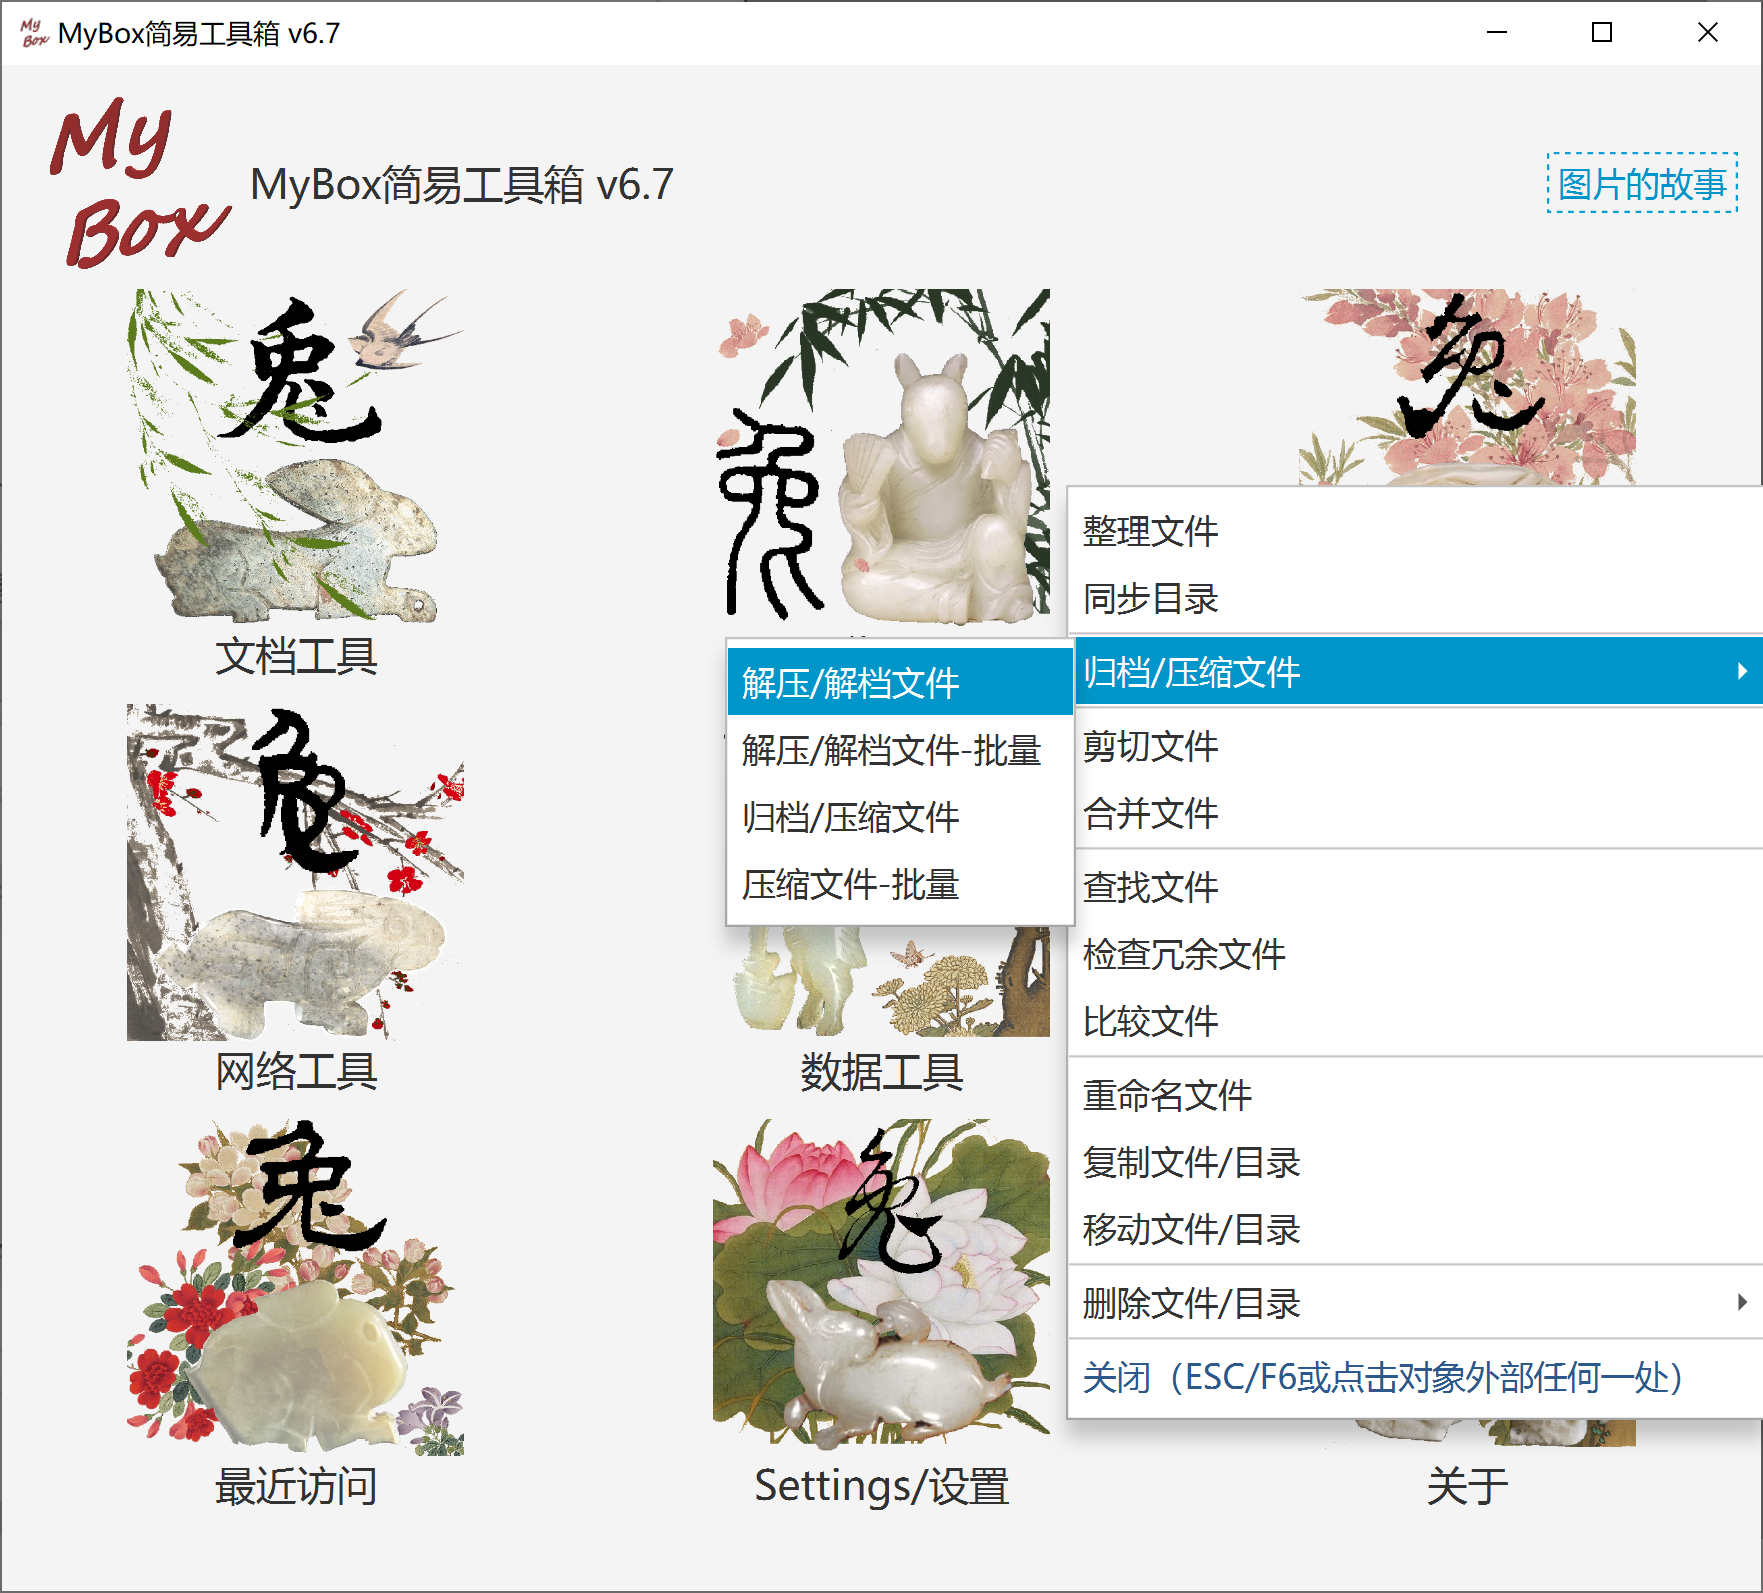 MyBox简易工具箱 v6.7
My
Box
MyBox简易工具箱 v6.7
图片的故事
兔
兔
兔
文档工具
整理文件
同步目录
归档/压缩文件
剪切文件
合并文件
查找文件
检查冗余文件
比较文件
重命名文件
复制文件/目录
移动文件/目录
删除文件/目录
关闭（ESC/F6或点击对象外部任何一处）
解压/解档文件
解压/解档文件-批量
归档/压缩文件
压缩文件-批量
兔
网络工具
数据工具
兔
兔
最近访问
Settings/设置
关于